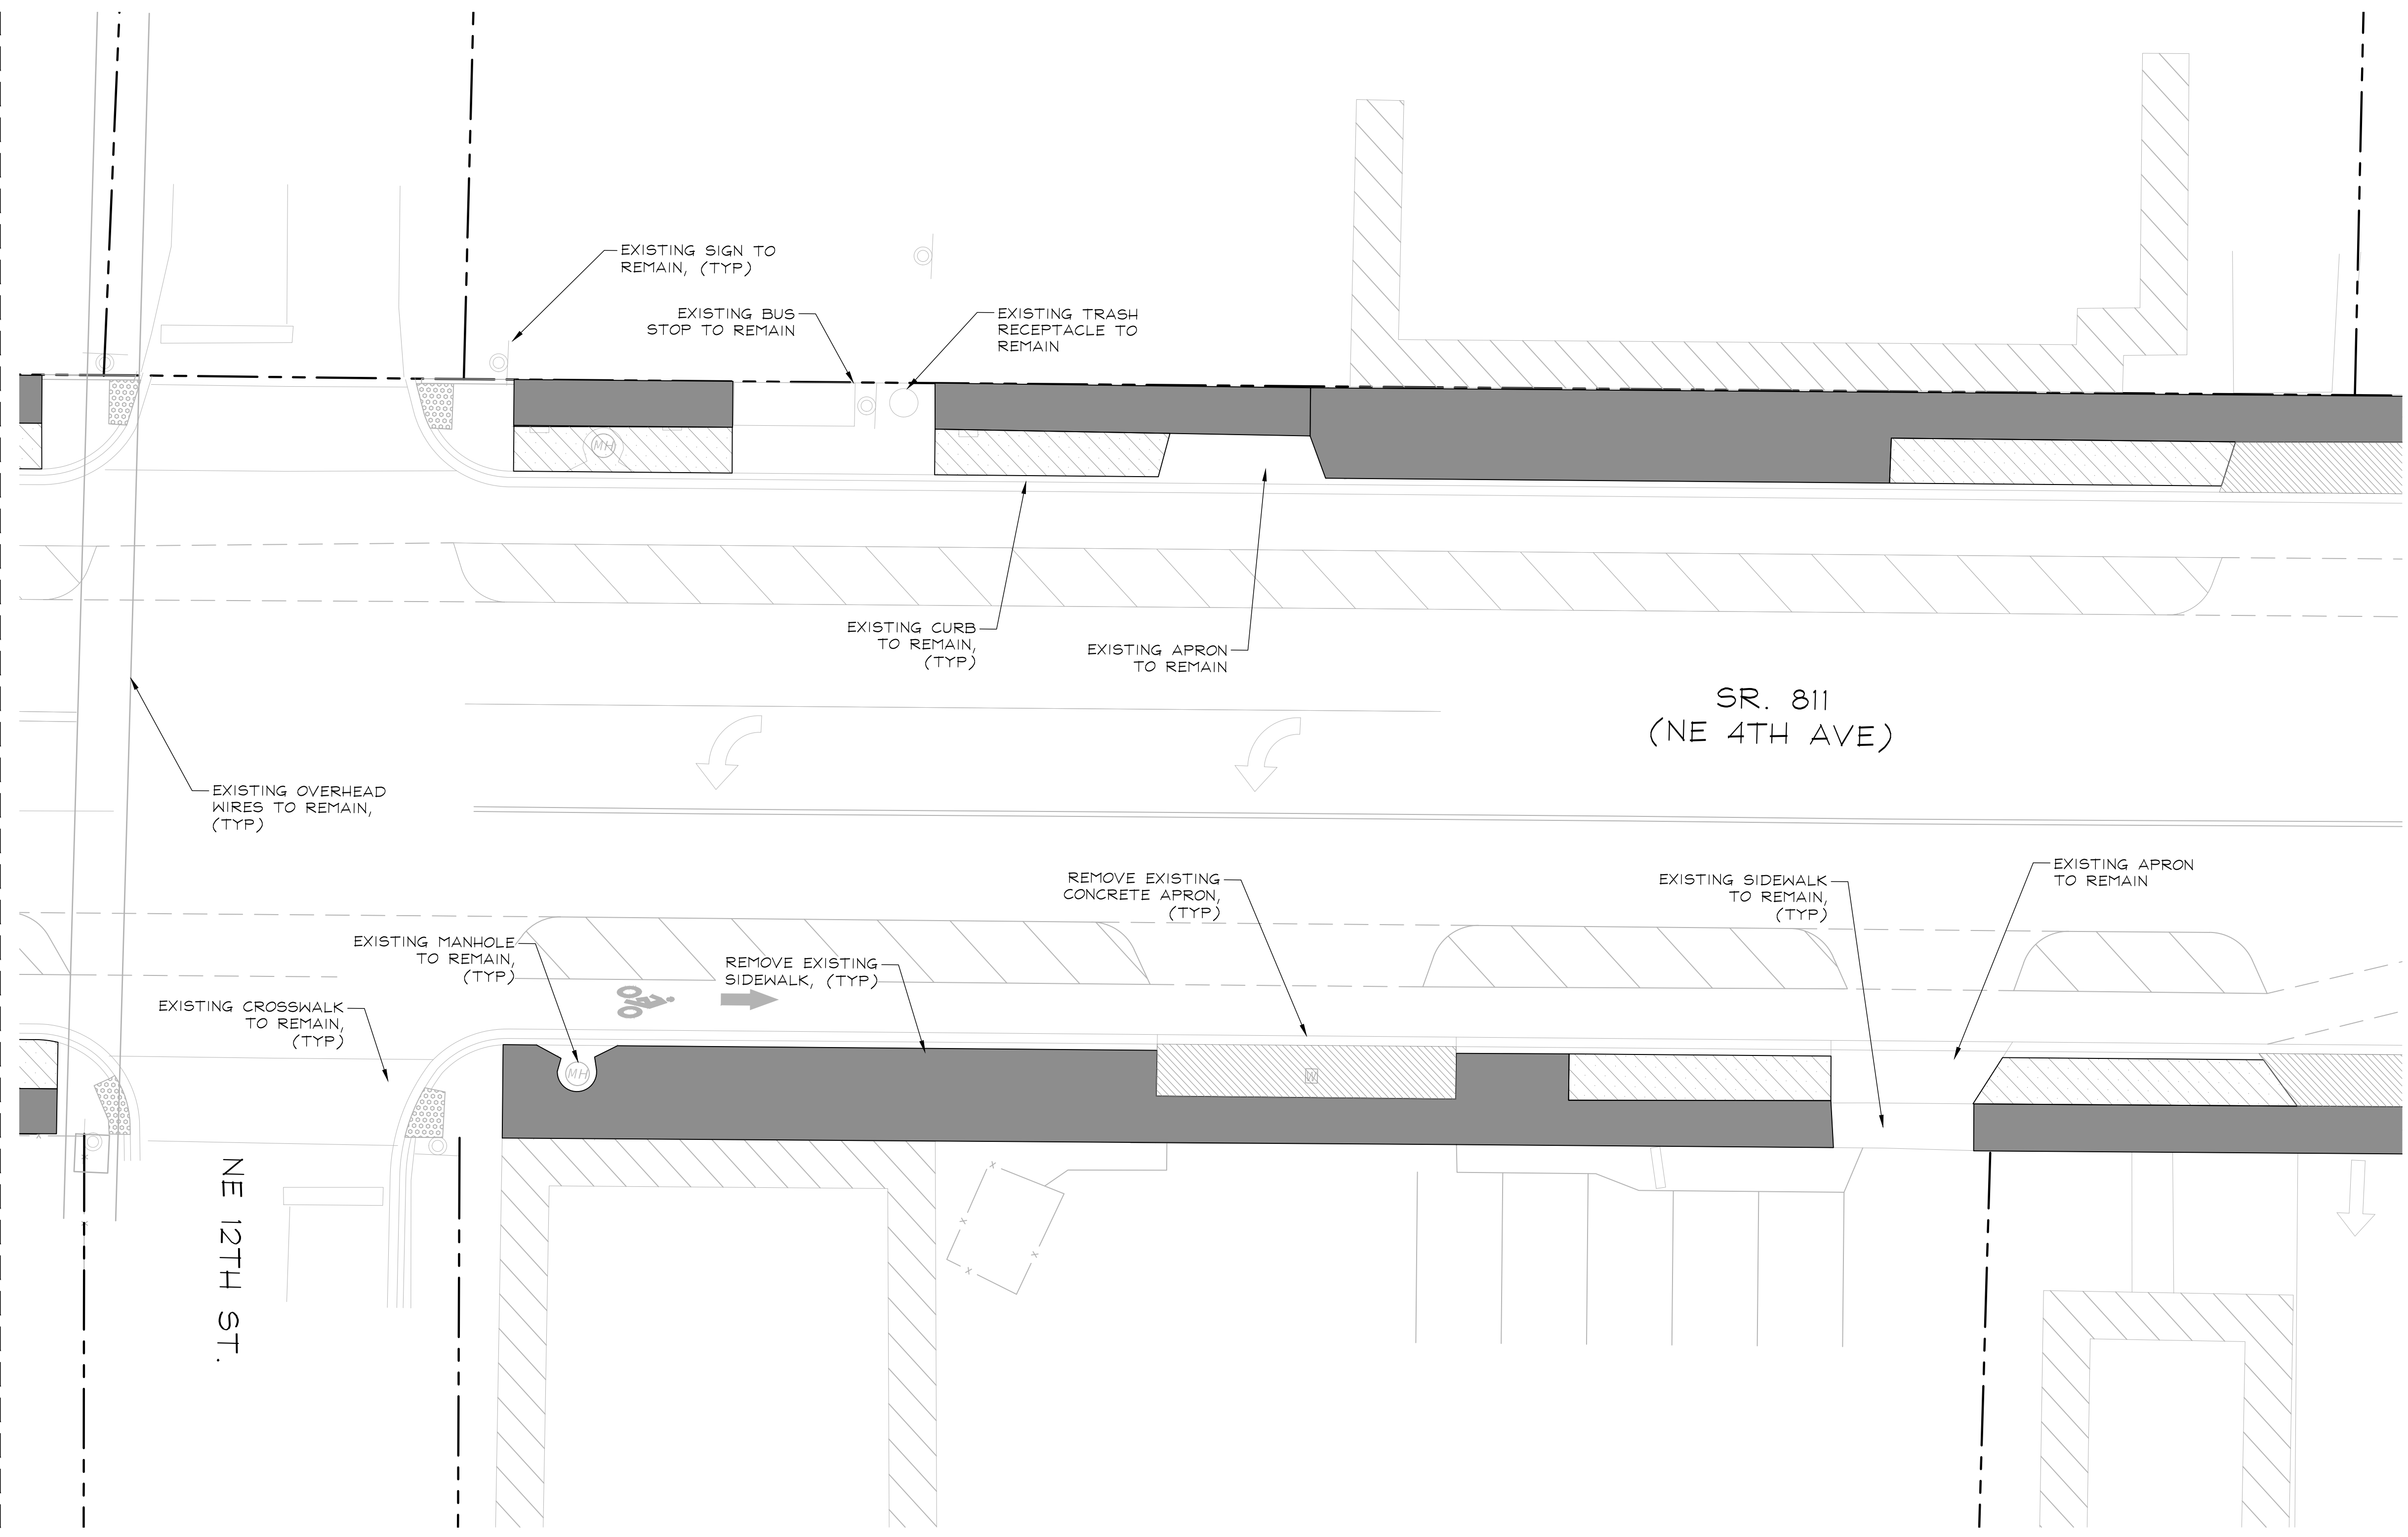 EXISTING SIGN TO
REMAIN, (TYP)
EXISTING BUS
STOP TO REMAIN
EXISTING TRASH
RECEPTACLE TO
REMAIN
MH
EXISTING CURB
TO REMAIN,
(TYP)
EXISTING APRON
TO REMAIN
SR. 811
(NE 4TH AVE)
EXISTING OVERHEAD
WIRES TO REMAIN,
(TYP)
REMOVE EXISTING
CONCRETE APRON,
(TYP)
EXISTING SIDEWALK
TO REMAIN,
(TYP)
EXISTING APRON
TO REMAIN
EXISTING MANHOLE
TO REMAIN,
(TYP)
REMOVE EXISTING
SIDEWALK, (TYP)
EXISTING CROSSWALK
TO REMAIN,
(TYP)
MH
W
NE 12TH ST.